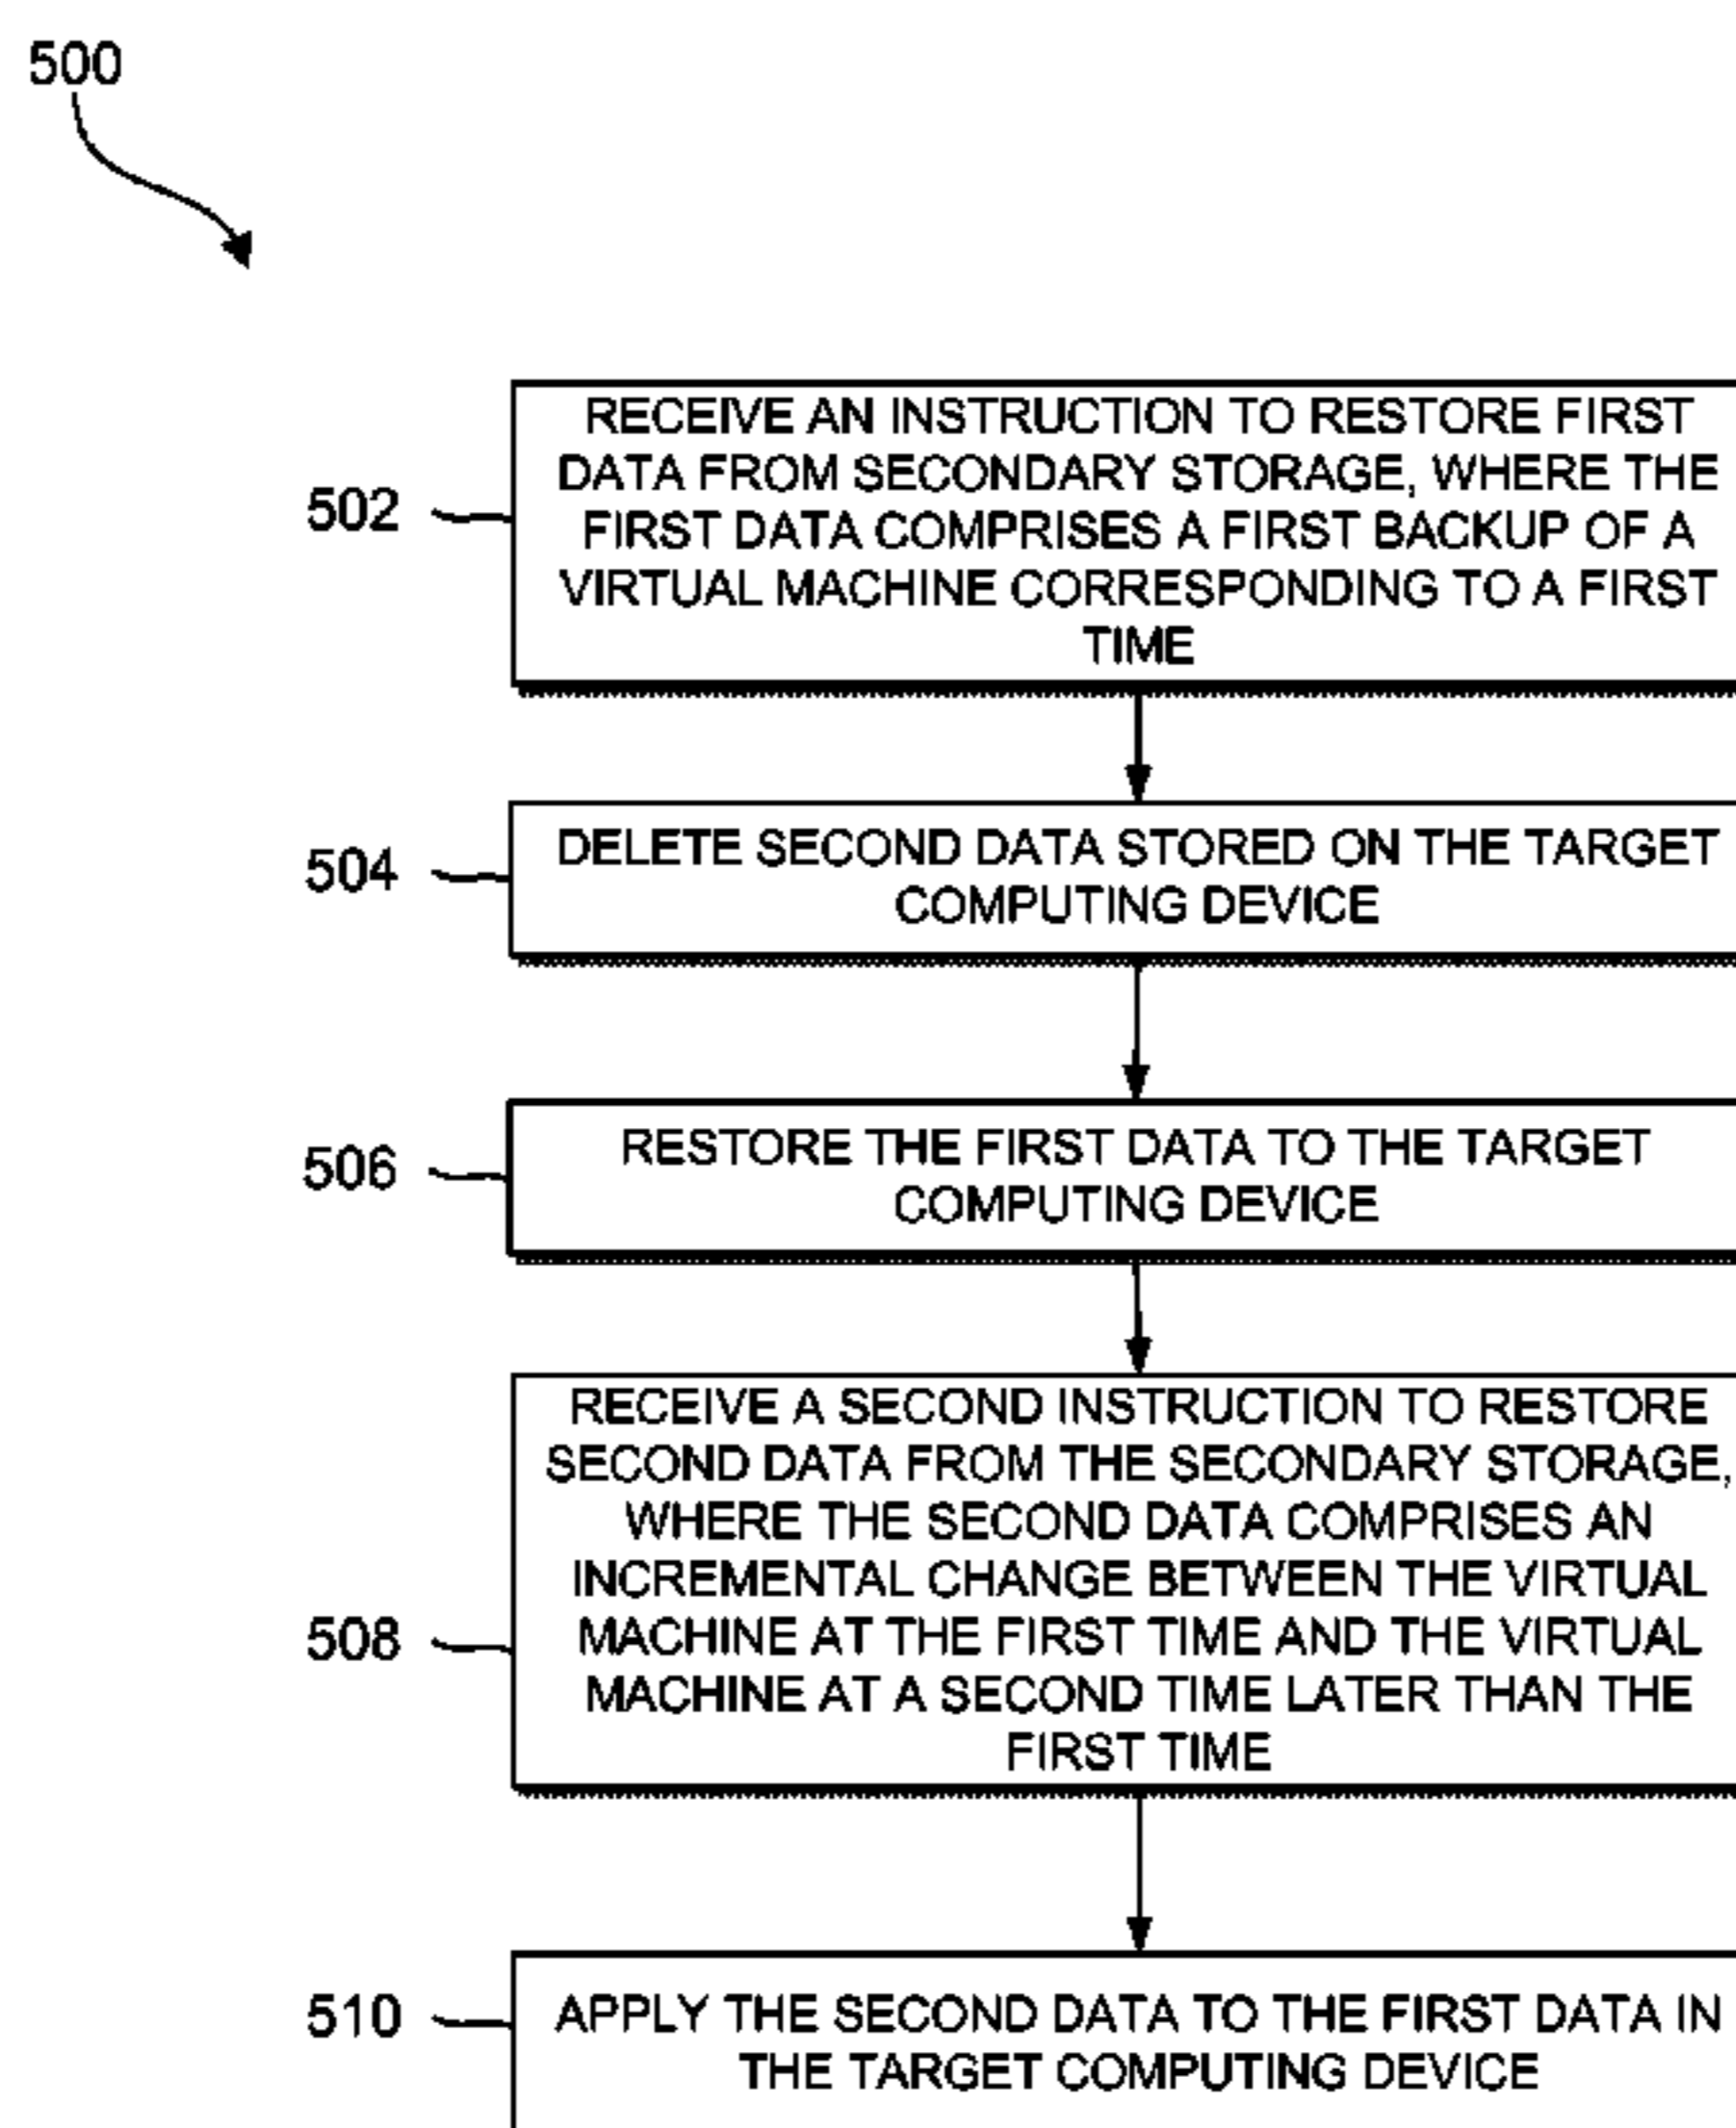 500
502
RECEIVE AN INSTRUCTION TO RESTORE FIRST
DATA FROM SECONDARY STORAGE, WHERE THE
FIRST DATA COMPRISES A FIRST BACKUP OF A
VIRTUAL MACHINE CORRESPONDING TO A FIRST
TIME
504
DELETE SECOND DATA STORED ON THE TARGET
COMPUTING DEVICE
506
RESTORE THE FIRST DATA TO THE TARGET
COMPUTING DEVICE
508
RECEIVE A SECOND INSTRUCTION TO RESTORE
SECOND DATA FROM THE SECONDARY STORAGE,
WHERE THE SECOND DATA COMPRISES AN
INCREMENTAL CHANGE BETWEEN THE VIRTUAL
MACHINE AT THE FIRST TIME AND THE VIRTUAL
MACHINE AT A SECOND TIME LATER THAN THE
FIRST TIME
510
APPLY THE SECOND DATA TO THE FIRST DATA IN
THE TARGET COMPUTING DEVICE